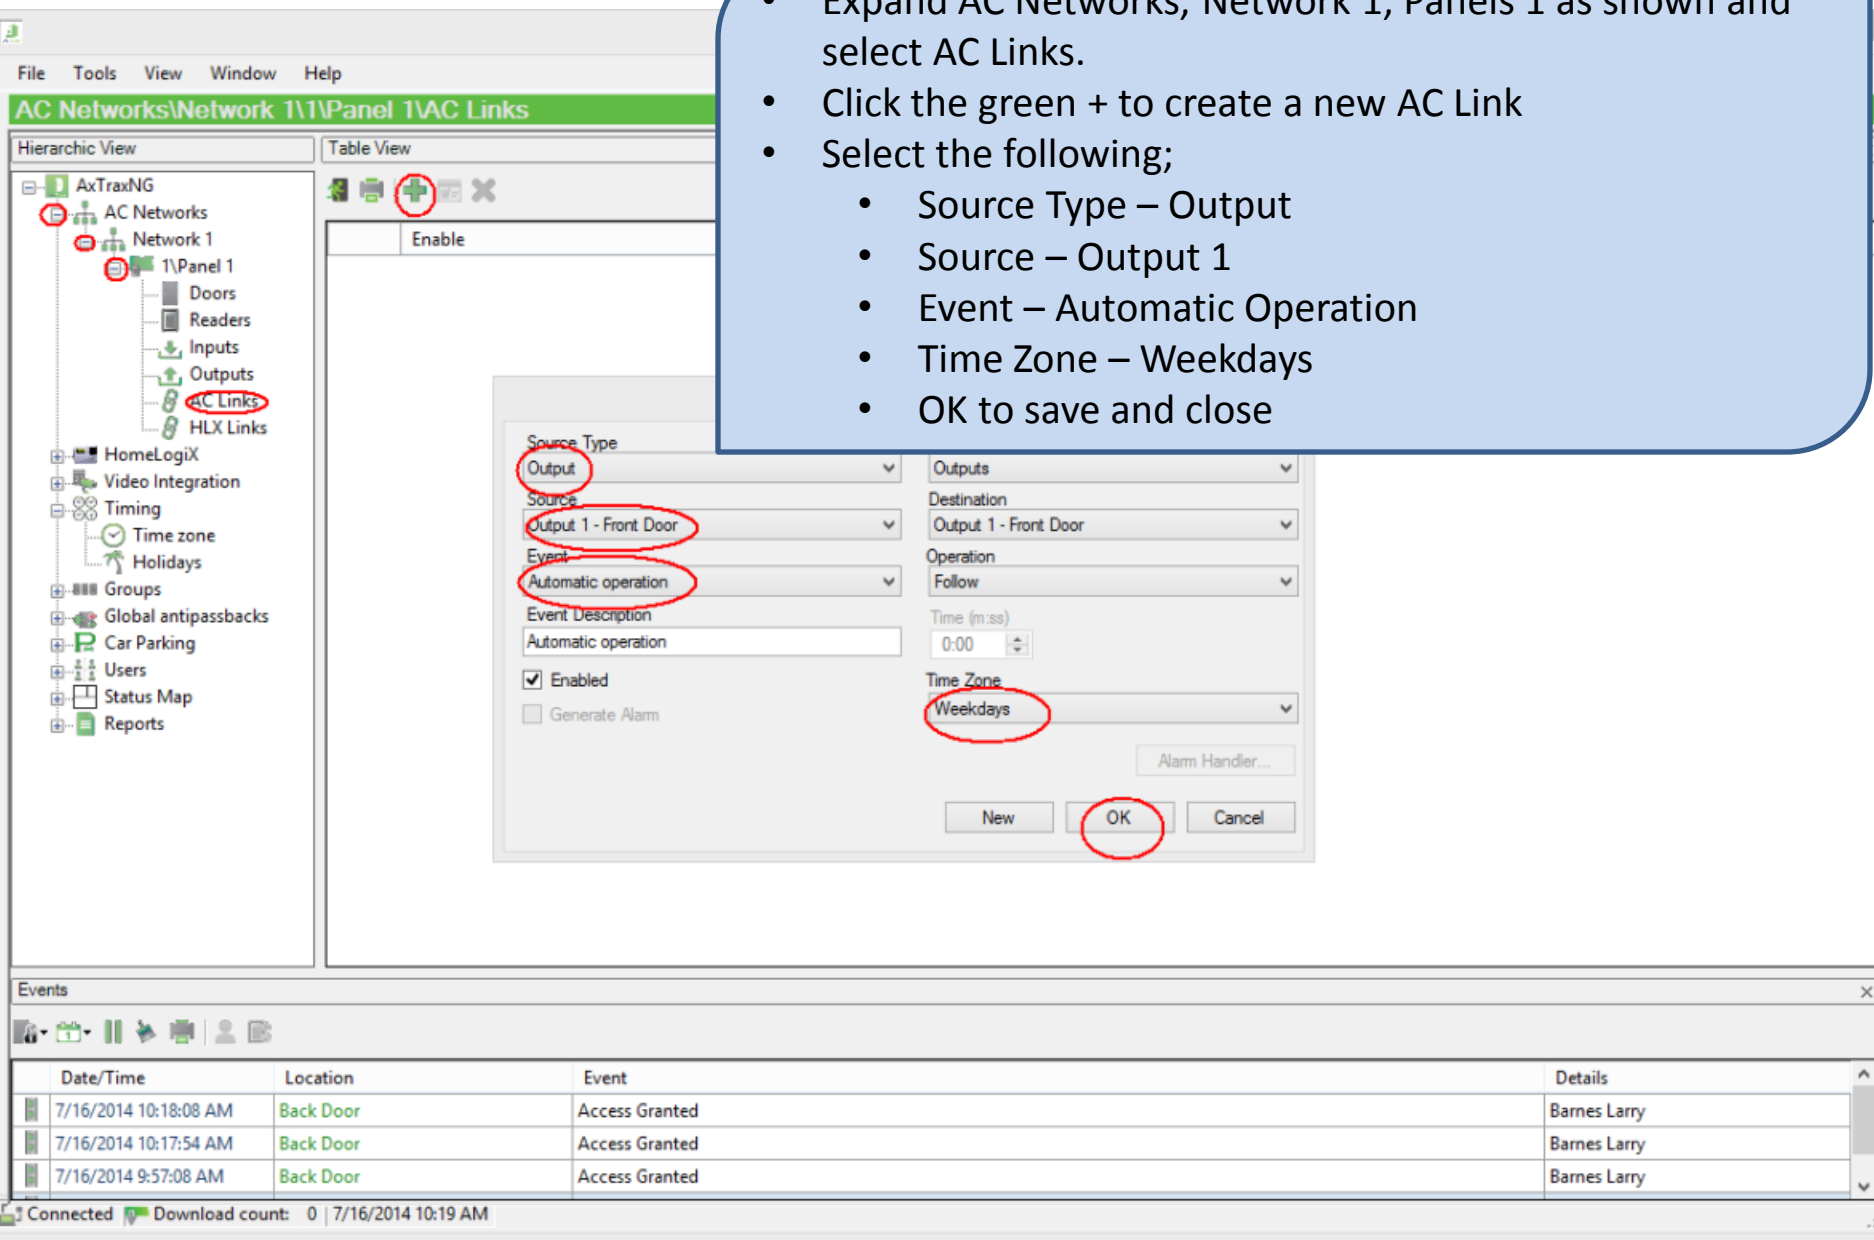 Expand AC Networks, Network 1, Panels 1 as shown and
select AC Links.
• Click the green + to create a new AC Link
• Select the following;
• Source Type – Output
• Source – Output 1
• Event – Automatic Operation
• Time Zone – Weekdays
• OK to save and close
File Tools View Window Help
AC Networks\Network 1\1\Panel 1\AC Links
Hierarchic View
Table View
AxTraxNG
AC Networks
Network 1
1\Panel 1
Doors
Readers
Inputs
Outputs
AC Links
HLX Links
HomeLogiX
Video Integration
Timing
Time zone
Holidays
Groups
Global antipassbacks
Car Parking
Users
Status Map
Reports
Enable
Source Type
Output
Source
Output 1 - Front Door
Event
Automatic operation
Event Description
Automatic operation
Enabled
Generate Alarm
Outputs
Destination
Output 1 - Front Door
Operation
Follow
Time (m:ss)
0:00
Time Zone
Weekdays
Alarm Handler...
New OK Cancel
Events
Date/Time Location Event Details
7/16/2014 10:18:08 AM Back Door Access Granted Barnes Larry
7/16/2014 10:17:54 AM Back Door Access Granted Barnes Larry
7/16/2014 9:57:08 AM Back Door Access Granted Barnes Larry
Connected Download count: 0 7/16/2014 10:19 AM